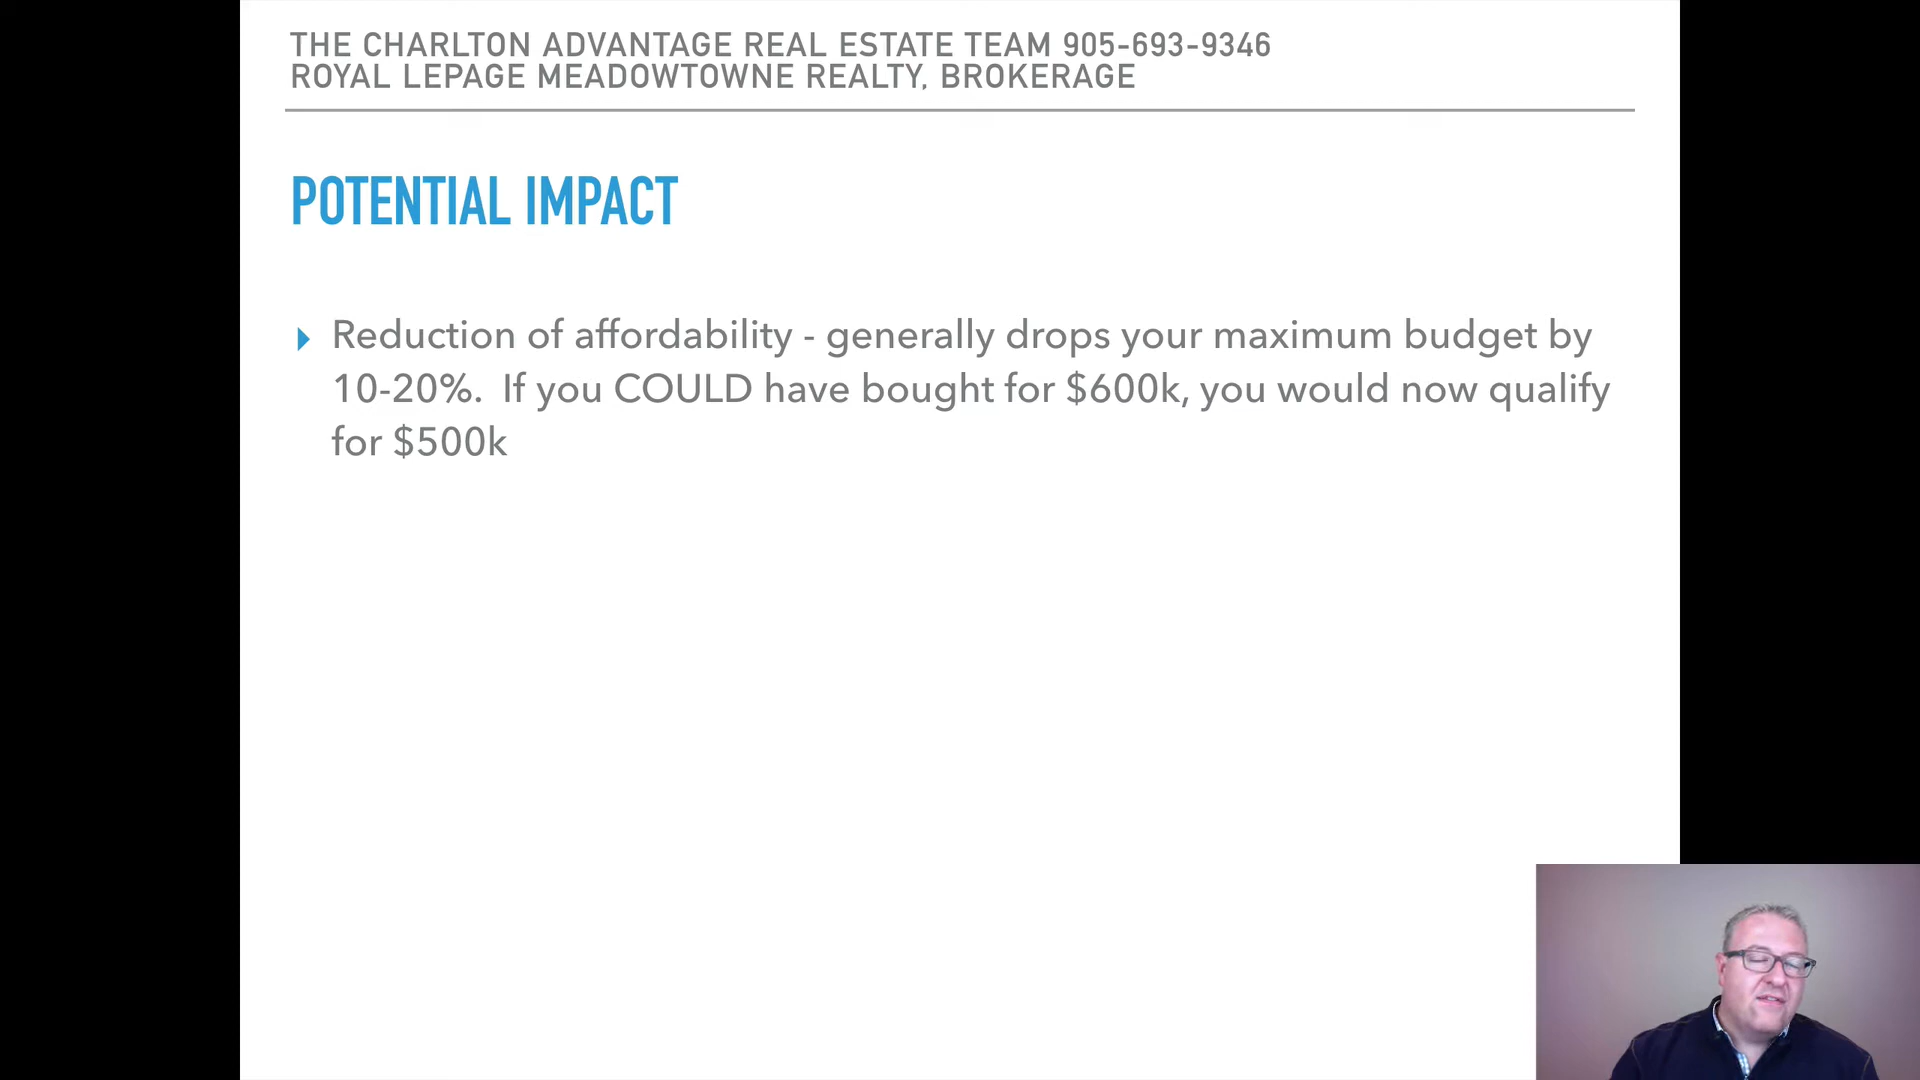 THE CHARLTON ADVANTAGE REAL ESTATE TEAM 905-693-9346
ROYAL LEPAGE MEADOWTOWNE REALTY, BROKERAGE
POTENTIAL IMPACT
Reduction of affordability - generally drops your maximum budget by
10-20%. If you COULD have bought for $600k, you would now qualify
for $500k